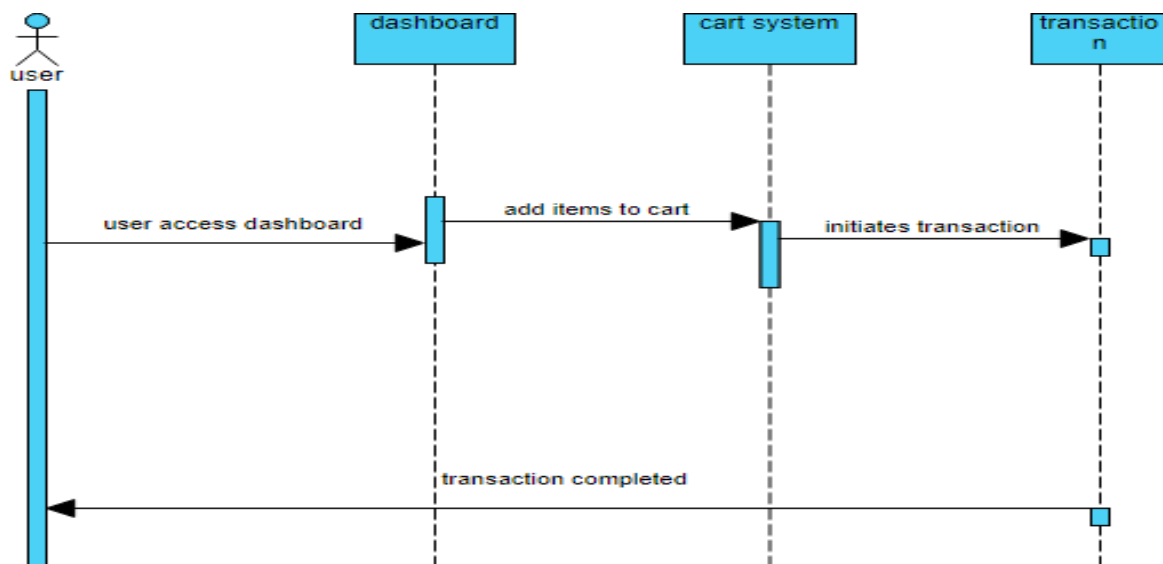 user
dashboard
cart system
transactio
n
user access dashboard
add items to cart
initiates transaction
transaction completed